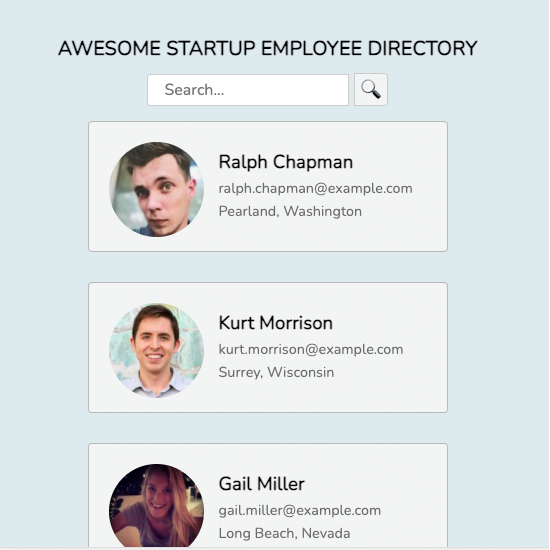 AWESOME STARTUP EMPLOYEE DIRECTORY
Search...
Ralph Chapman
ralph.chapman@example.com
Pearland, Washington
Kurt Morrison
kurt.morrison@example.com
Surrey, Wisconsin
Gail Miller
gail.miller@example.com
Long Beach, Nevada